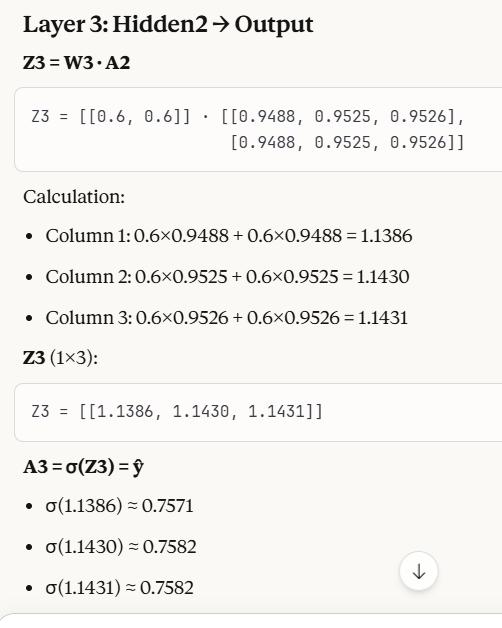 Layer 3: Hidden2 → Output
Z3 = W3 · A2
Z3 = [[0.6, 0.6]] · [[0.9488, 0.9525, 0.9526],
[0.9488, 0.9525, 0.9526]]
Calculation:
• Column 1: 0.6×0.9488 + 0.6×0.9488 = 1.1386
• Column 2: 0.6×0.9525 + 0.6×0.9525 = 1.1430
• Column 3: 0.6×0.9526 + 0.6×0.9526 = 1.1431
Z3 (1×3):
Z3 = [[1.1386, 1.1430, 1.1431]]
A3 = σ(Z3) = ŷ
• σ(1.1386) ≈ 0.7571
• σ(1.1430) ≈ 0.7582
• σ(1.1431) ≈ 0.7582